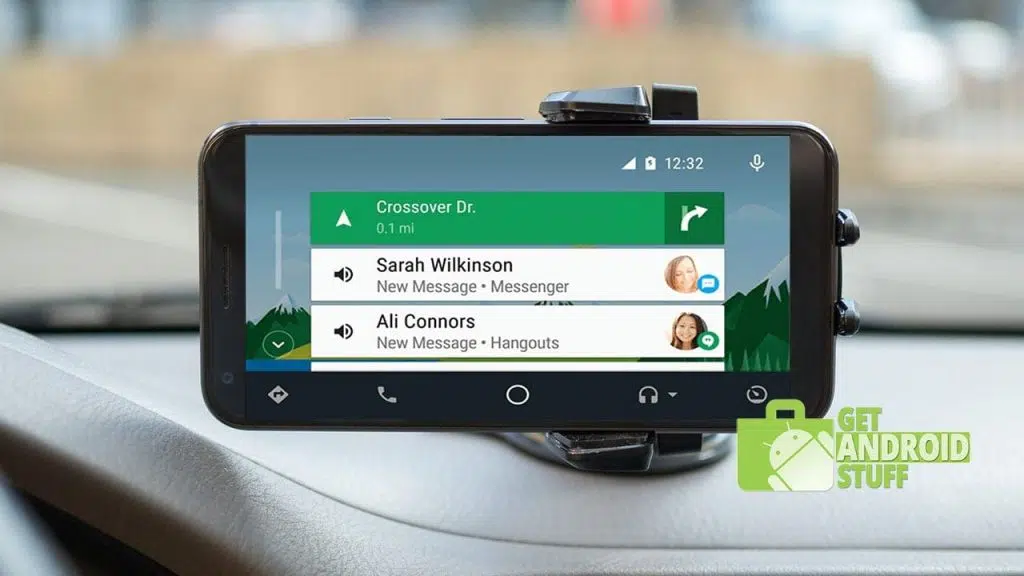 12:32
Crossover Dr.
0.1 mi
Sarah Wilkinson
New Message • Messenger
Ali Connors
New Message • Hangouts
GET
ANDROID
STUFF